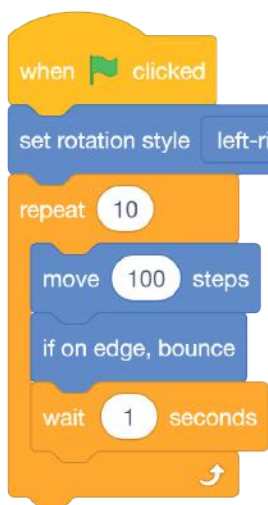 when clicked
set rotation style left-ri
repeat 10
move 100 steps
if on edge, bounce
wait 1 seconds